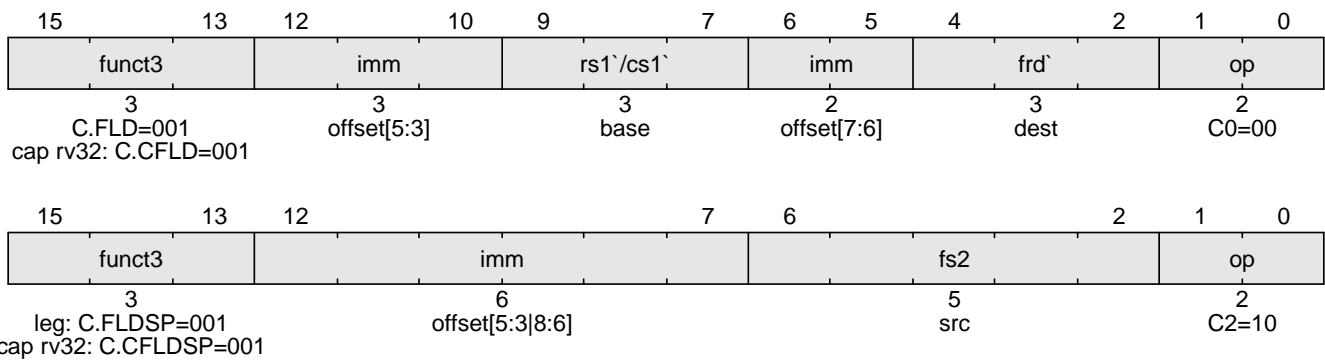 15 13 12 10 9 7 6 5 4 2 1 0
funct3 imm rs1`/cs1` imm frd` op
3 3 3 2 3 2
C.FLD=001 offset[5:3] base offset[7:6] dest C0=00
cap rv32: C.CFLD=001
15 13 12 7 6 2 1 0
funct3 imm fs2 op
3 6 5 2
leg: C.FLDSP=001 offset[5:3|8:6] src C2=10
cap rv32: C.CFLDSP=001